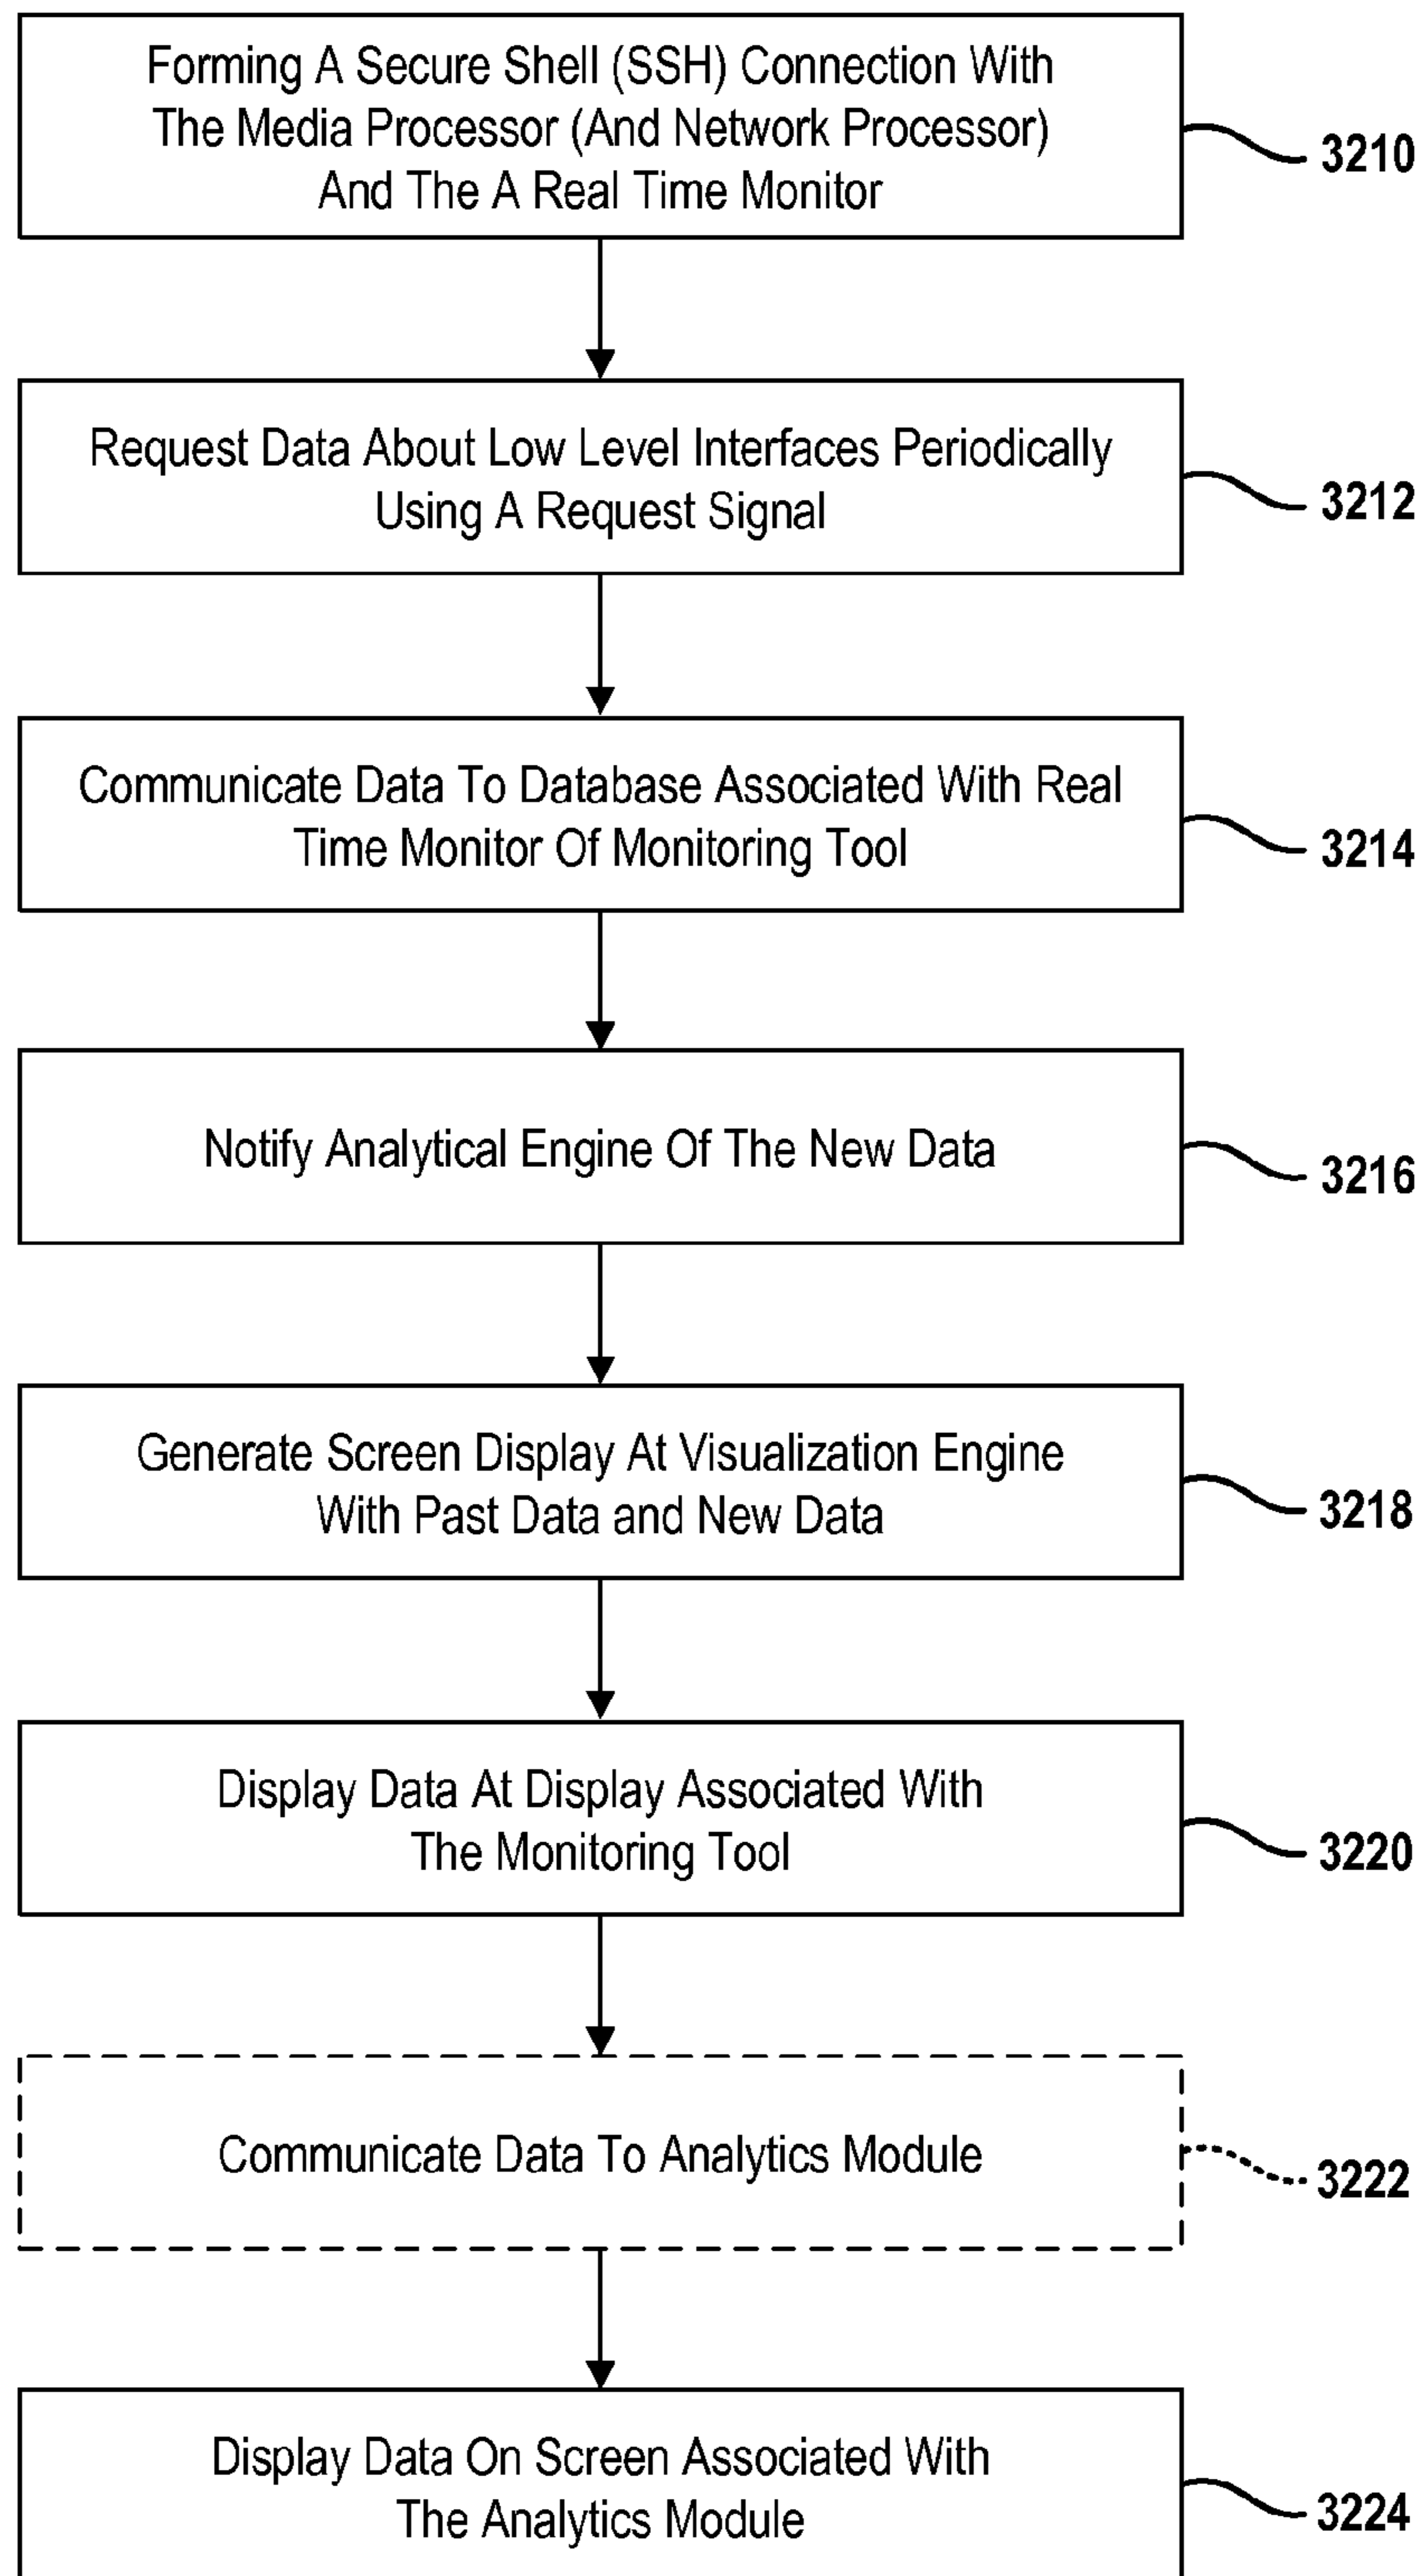 Forming A Secure Shell (SSH) Connection With
The Media Processor (And Network Processor)
And The A Real Time Monitor
3210
Request Data About Low Level Interfaces Periodically
Using A Request Signal
3212
Communicate Data To Database Associated With Real
Time Monitor Of Monitoring Tool
3214
Notify Analytical Engine Of The New Data
3216
Generate Screen Display At Visualization Engine
With Past Data and New Data
3218
Display Data At Display Associated With
The Monitoring Tool
3220
Communicate Data To Analytics Module
3222
Display Data On Screen Associated With
The Analytics Module
3224